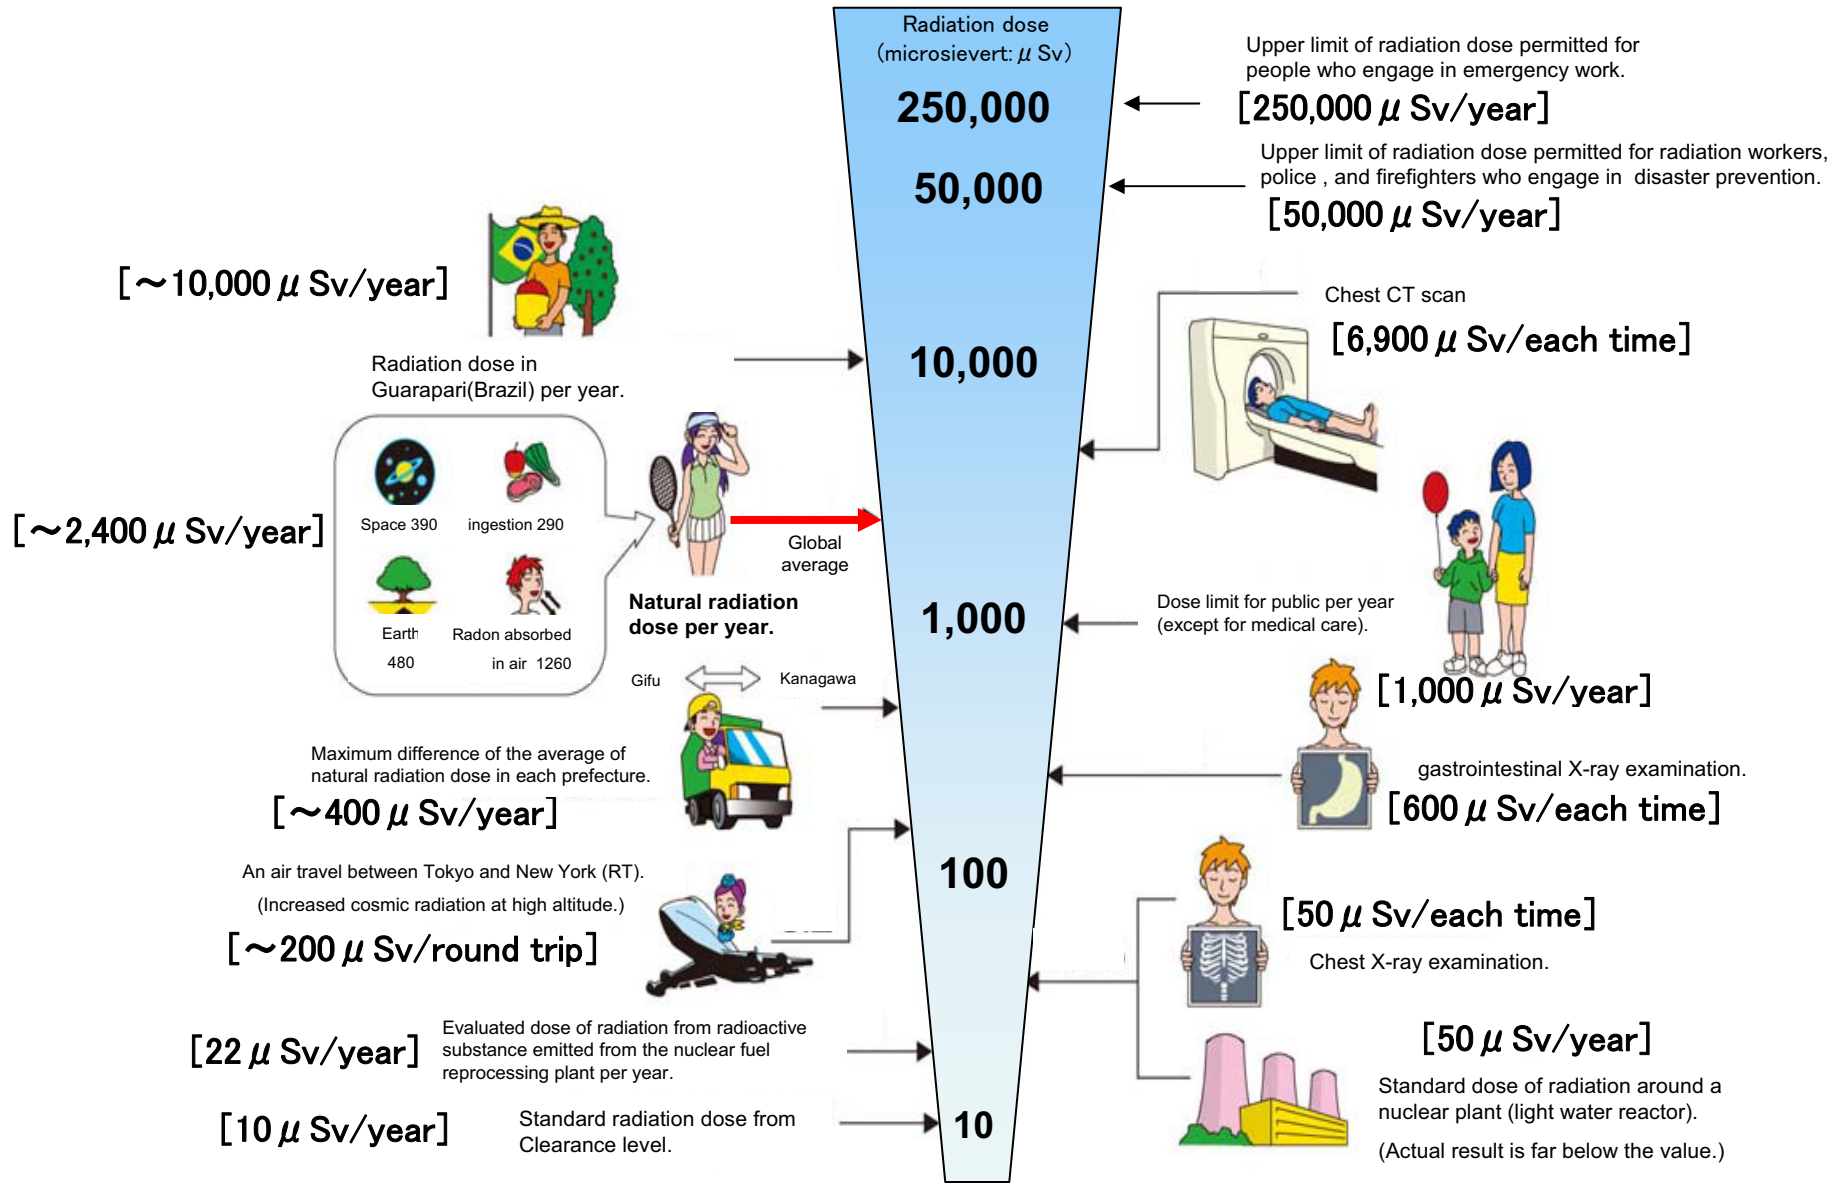 Radiation dose
(microsievert: μ Sv)
250,000
50,000
10,000
1,000
100
10
Upper limit of radiation dose permitted for
people who engage in emergency work.
[250,000 μ Sv/year]
Upper limit of radiation dose permitted for radiation workers,
police , and firefighters who engage in disaster prevention.
[50,000 μ Sv/year]
[~10,000 μ Sv/year]
Radiation dose in
Guarapari(Brazil) per year.
Chest CT scan
[6,900 μ Sv/each time]
[~2,400 μ Sv/year]
Space 390
ingestion 290
Earth
480
Radon absorbed
in air 1260
Global
average
Natural radiation
dose per year.
Dose limit for public per year
(except for medical care).
[1,000 μ Sv/year]
Gifu
Kanagawa
Maximum difference of the average of
natural radiation dose in each prefecture.
[~400 μ Sv/year]
gastrointestinal X-ray examination.
[600 μ Sv/each time]
An air travel between Tokyo and New York (RT).
(Increased cosmic radiation at high altitude.)
[~200 μ Sv/round trip]
[50 μ Sv/each time]
Chest X-ray examination.
[22 μ Sv/year]
Evaluated dose of radiation from radioactive
substance emitted from the nuclear fuel
reprocessing plant per year.
[50 μ Sv/year]
Standard dose of radiation around a
nuclear plant (light water reactor).
(Actual result is far below the value.)
[10 μ Sv/year]
Standard radiation dose from
Clearance level.